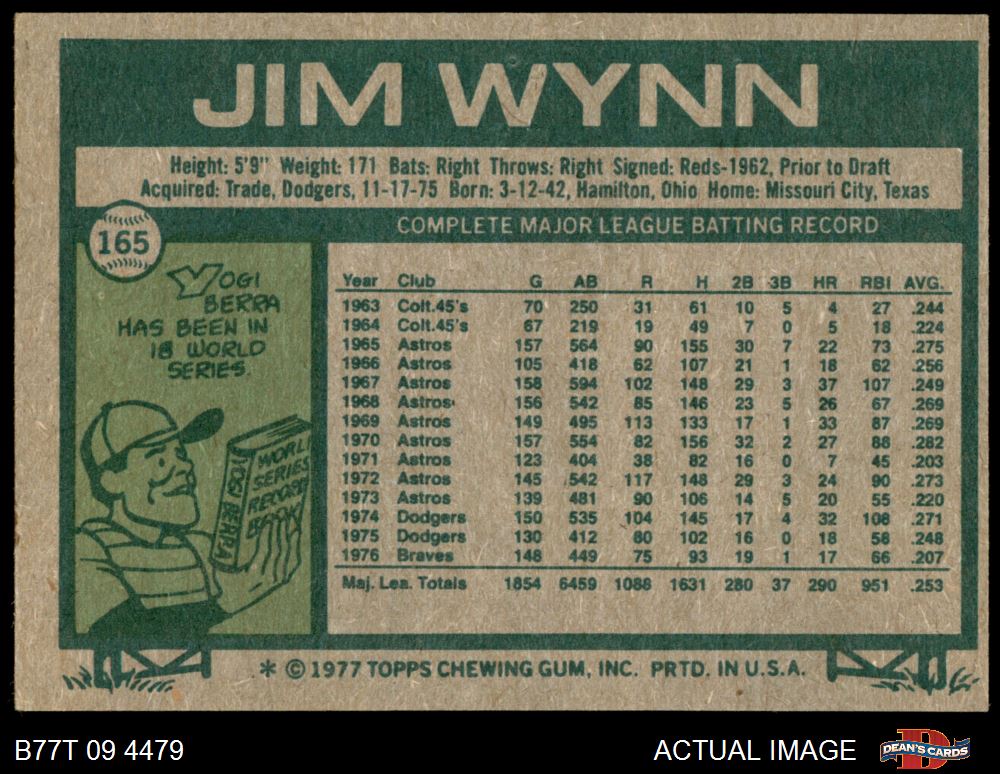 JIM WYNN
Height: 5'9" Weight: 171 Bats: Right Throws: Right Signed: Reds-1962, Prior to Draft
Acquired: Trade, Dodgers, 11-17-75 Born: 3-12-42, Hamilton, Ohio Home: Missouri City, Texas
165
COMPLETE MAJOR LEAGUE BATTING RECORD
YOGI
BERRA
HAS BEEN IN
18 WORLD
SERIES.
WORLD
SERIES
RECORD
BOOK
YOGI BERRA
Year Club G AB R H 2B 3B HR RBI AVG.
1963 Colt.45's 70 250 31 61 10 5 4 27 .244
1964 Colt.45's 67 219 19 49 7 0 5 18 .224
1965 Astros 157 564 90 155 30 7 22 73 .275
1966 Astros 105 418 62 107 21 1 18 62 .256
1967 Astros 158 594 102 148 29 3 37 107 .249
1968 Astros 156 542 85 146 23 5 26 67 .269
1969 Astros 149 495 113 133 17 1 33 87 .269
1970 Astros 157 554 82 156 32 2 27 88 .282
1971 Astros 123 404 38 82 16 0 7 45 .203
1972 Astros 145 542 117 148 29 3 24 90 .273
1973 Astros 139 481 90 106 14 5 20 55 .220
1974 Dodgers 150 535 104 145 17 4 32 108 .271
1975 Dodgers 130 412 80 102 16 0 18 58 .248
1976 Braves 148 449 75 93 19 1 17 66 .207
Maj. Lea. Totals 1854 6459 1088 1631 280 37 290 951 .253
* © 1977 TOPPS CHEWING GUM, INC. PRTD. IN U.S.A.
B77T 09 4479
ACTUAL IMAGE
DEAN'S CARDS